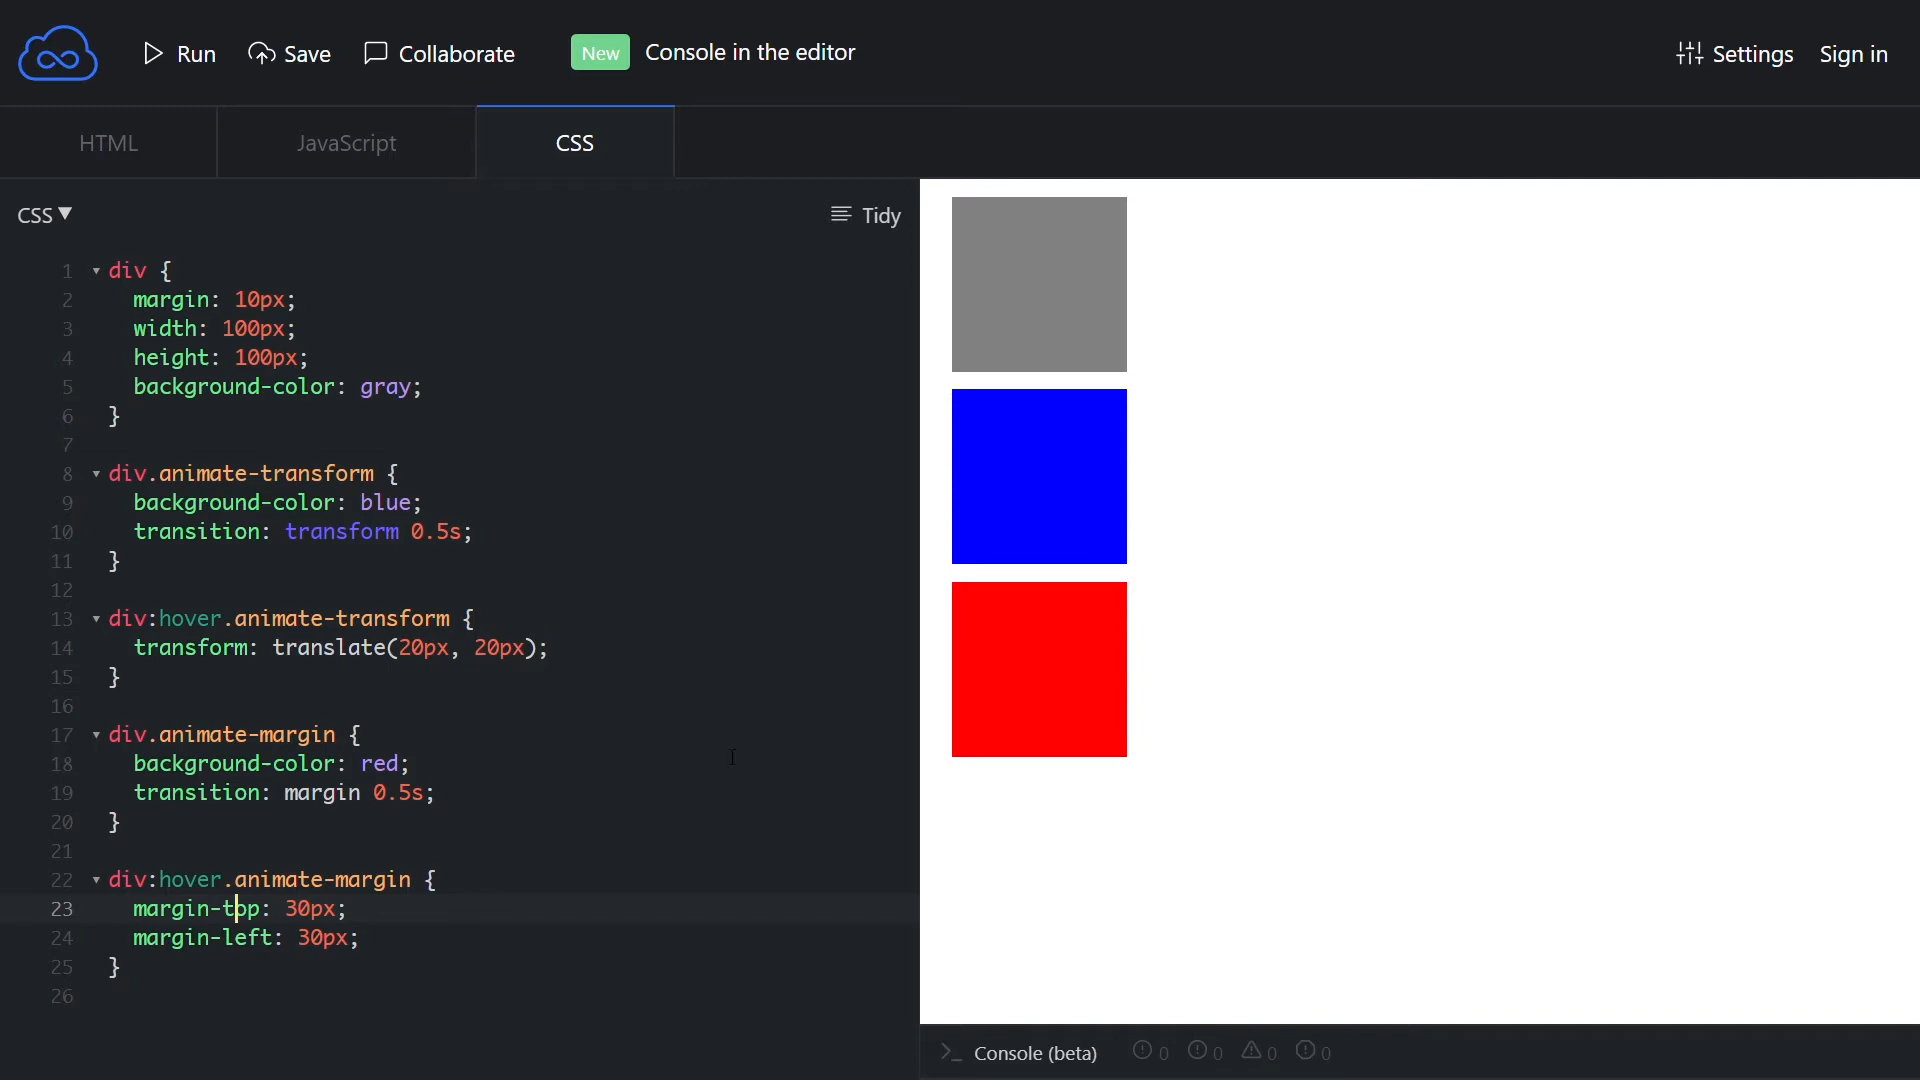 Run Save Collaborate New Console in the editor Settings Sign in
HTML JavaScript CSS
CSS ▼ Tidy
1 ▾ div {
2 margin: 10px;
3 width: 100px;
4 height: 100px;
5 background-color: gray;
6 }
7
8 ▾ div.animate-transform {
9 background-color: blue;
10 transition: transform 0.5s;
11 }
12
13 ▾ div:hover.animate-transform {
14 transform: translate(20px, 20px);
15 }
16
17 ▾ div.animate-margin {
18 background-color: red;
19 transition: margin 0.5s;
20 }
21
22 ▾ div:hover.animate-margin {
23 margin-top: 30px;
24 margin-left: 30px;
25 }
26
>_ Console (beta) 0 0 0 0